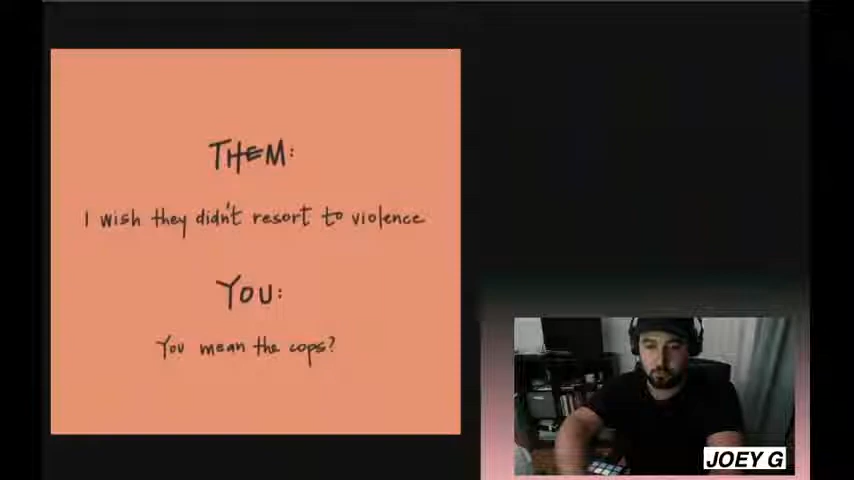 THEM:
I wish they didn't resort to violence
YOU:
You mean the cops?
JOEY G